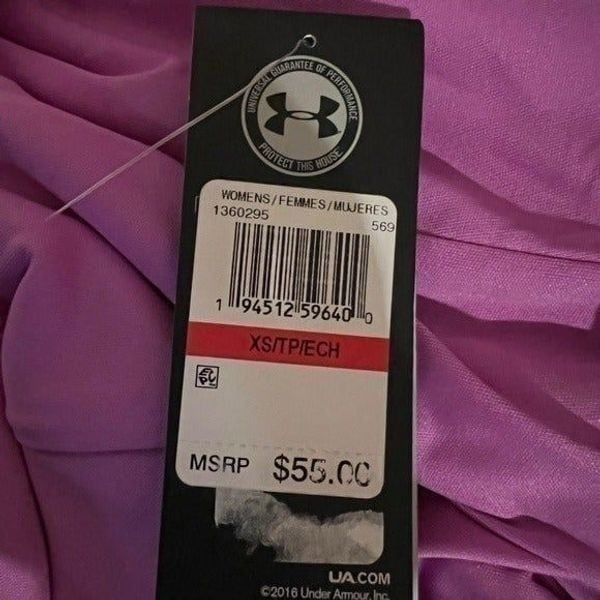 UNIVERSAL GUARANTEE OF PERFORMANCE
PROTECT THIS HOUSE
WOMENS/FEMMES/MUJERES
1360295
569
1 94512 59640 0
XS/TP/ECH
MSRP $55.00
UA.COM
©2016 Under Armour, Inc.